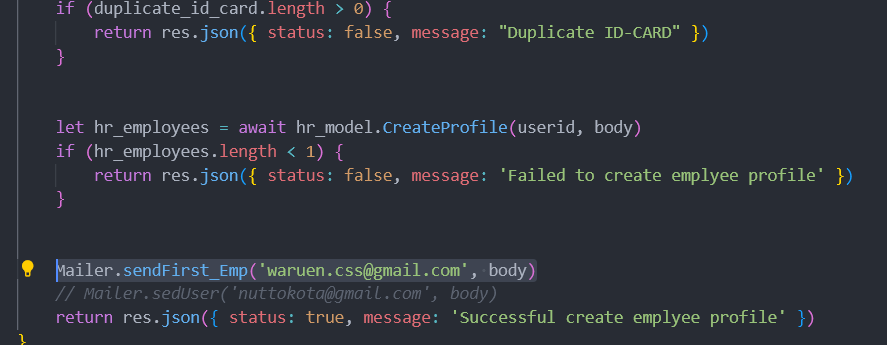 if (duplicate_id_card.length > 0) {
return res.json({ status: false, message: "Duplicate ID-CARD" })
}
let hr_employees = await hr_model.CreateProfile(userid, body)
if (hr_employees.length < 1) {
return res.json({ status: false, message: 'Failed to create emplyee profile' })
}
Mailer.sendFirst_Emp('waruen.css@gmail.com', body)
// Mailer.sedUser('nuttokota@gmail.com', body)
return res.json({ status: true, message: 'Successful create emplyee profile' })
}